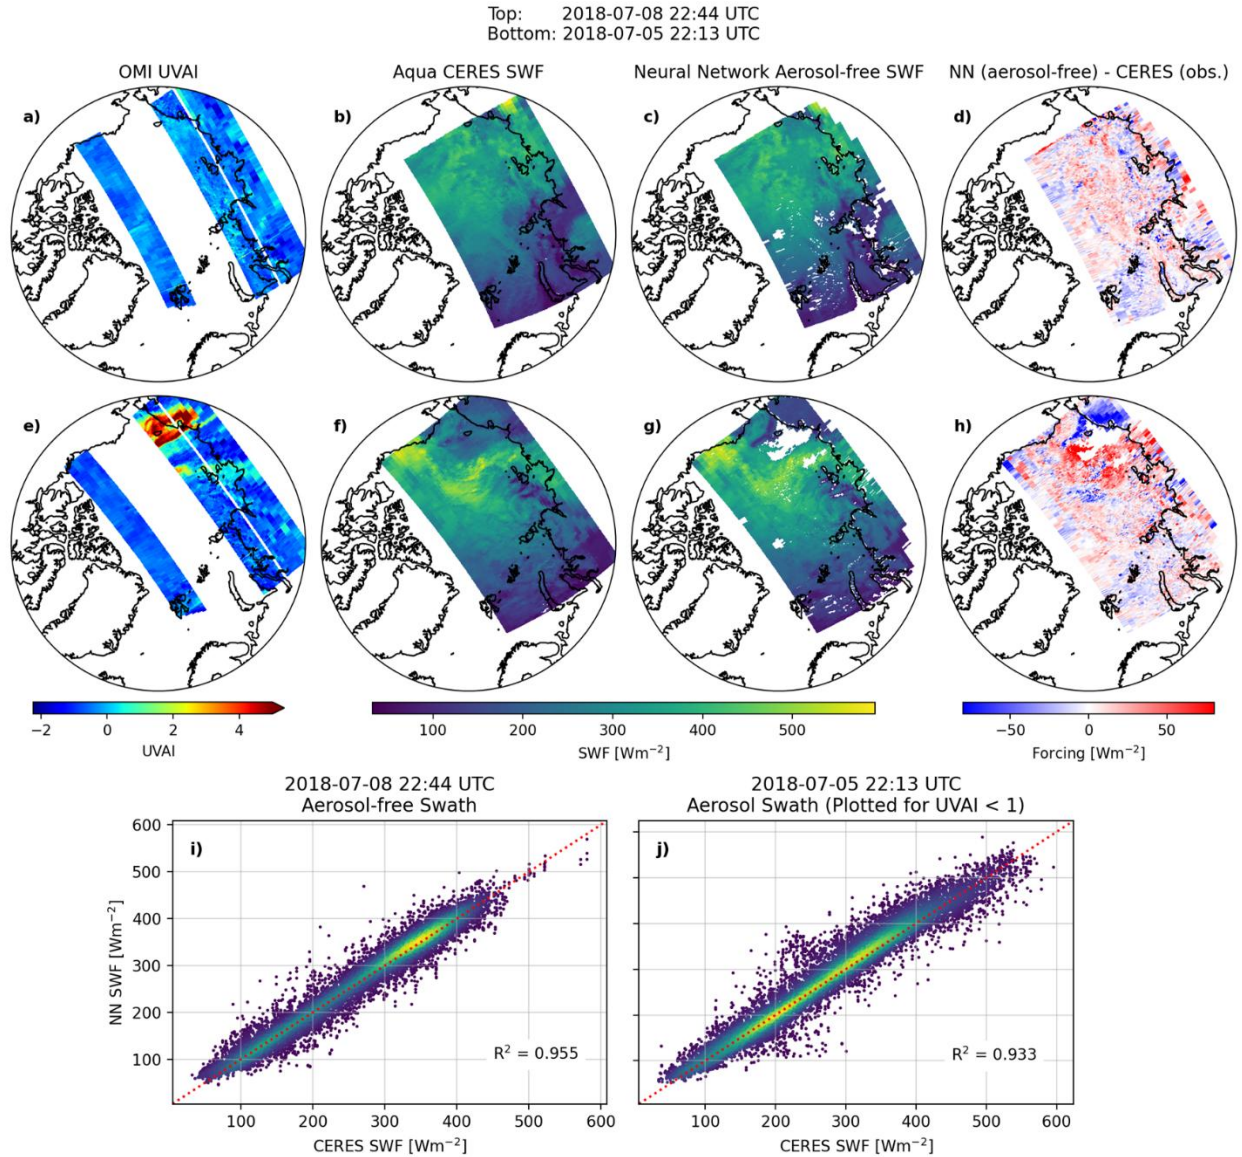 Top: 2018-07-08 22:44 UTC
Bottom: 2018-07-05 22:13 UTC
OMI UVAI
Aqua CERES SWF
Neural Network Aerosol-free SWF
NN (aerosol-free) - CERES (obs.)
a)
b)
c)
d)
e)
f)
g)
h)
−2 0 2 4
UVAI
100 200 300 400 500
SWF [Wm⁻²]
−50 0 50
Forcing [Wm⁻²]
2018-07-08 22:44 UTC
Aerosol-free Swath
2018-07-05 22:13 UTC
Aerosol Swath (Plotted for UVAI < 1)
i)
j)
600
500
400
300
200
100
NN SWF [Wm⁻²]
R² = 0.955
R² = 0.933
100 200 300 400 500 600
100 200 300 400 500 600
CERES SWF [Wm⁻²]
CERES SWF [Wm⁻²]